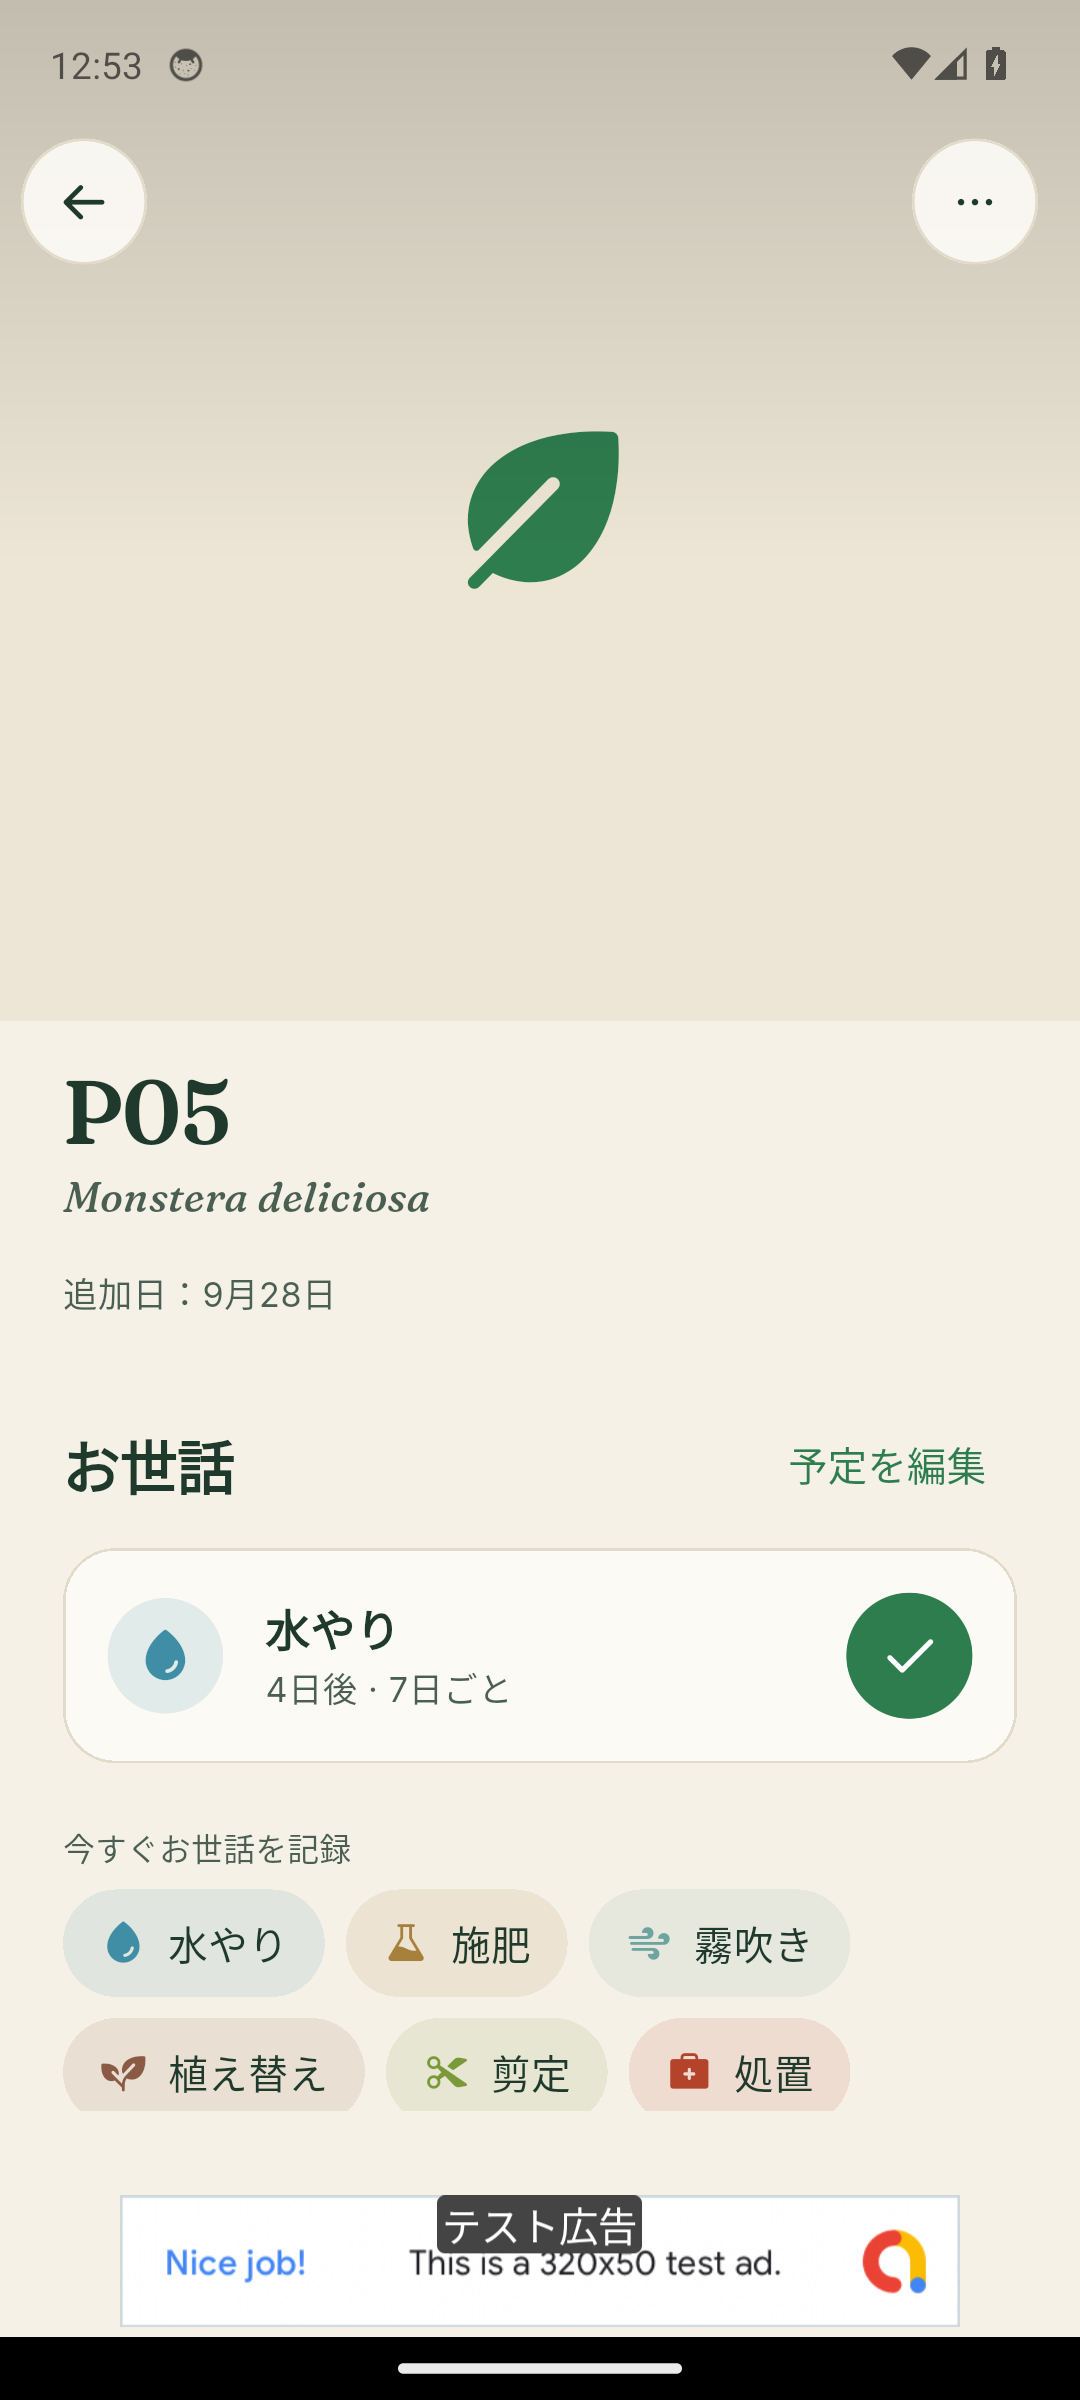 12:53
P05
Monstera deliciosa
追加日：9月28日
お世話
予定を編集
水やり
4日後 · 7日ごと
今すぐお世話を記録
水やり
施肥
霧吹き
植え替え
剪定
処置
テスト広告
Nice job!
This is a 320x50 test ad.